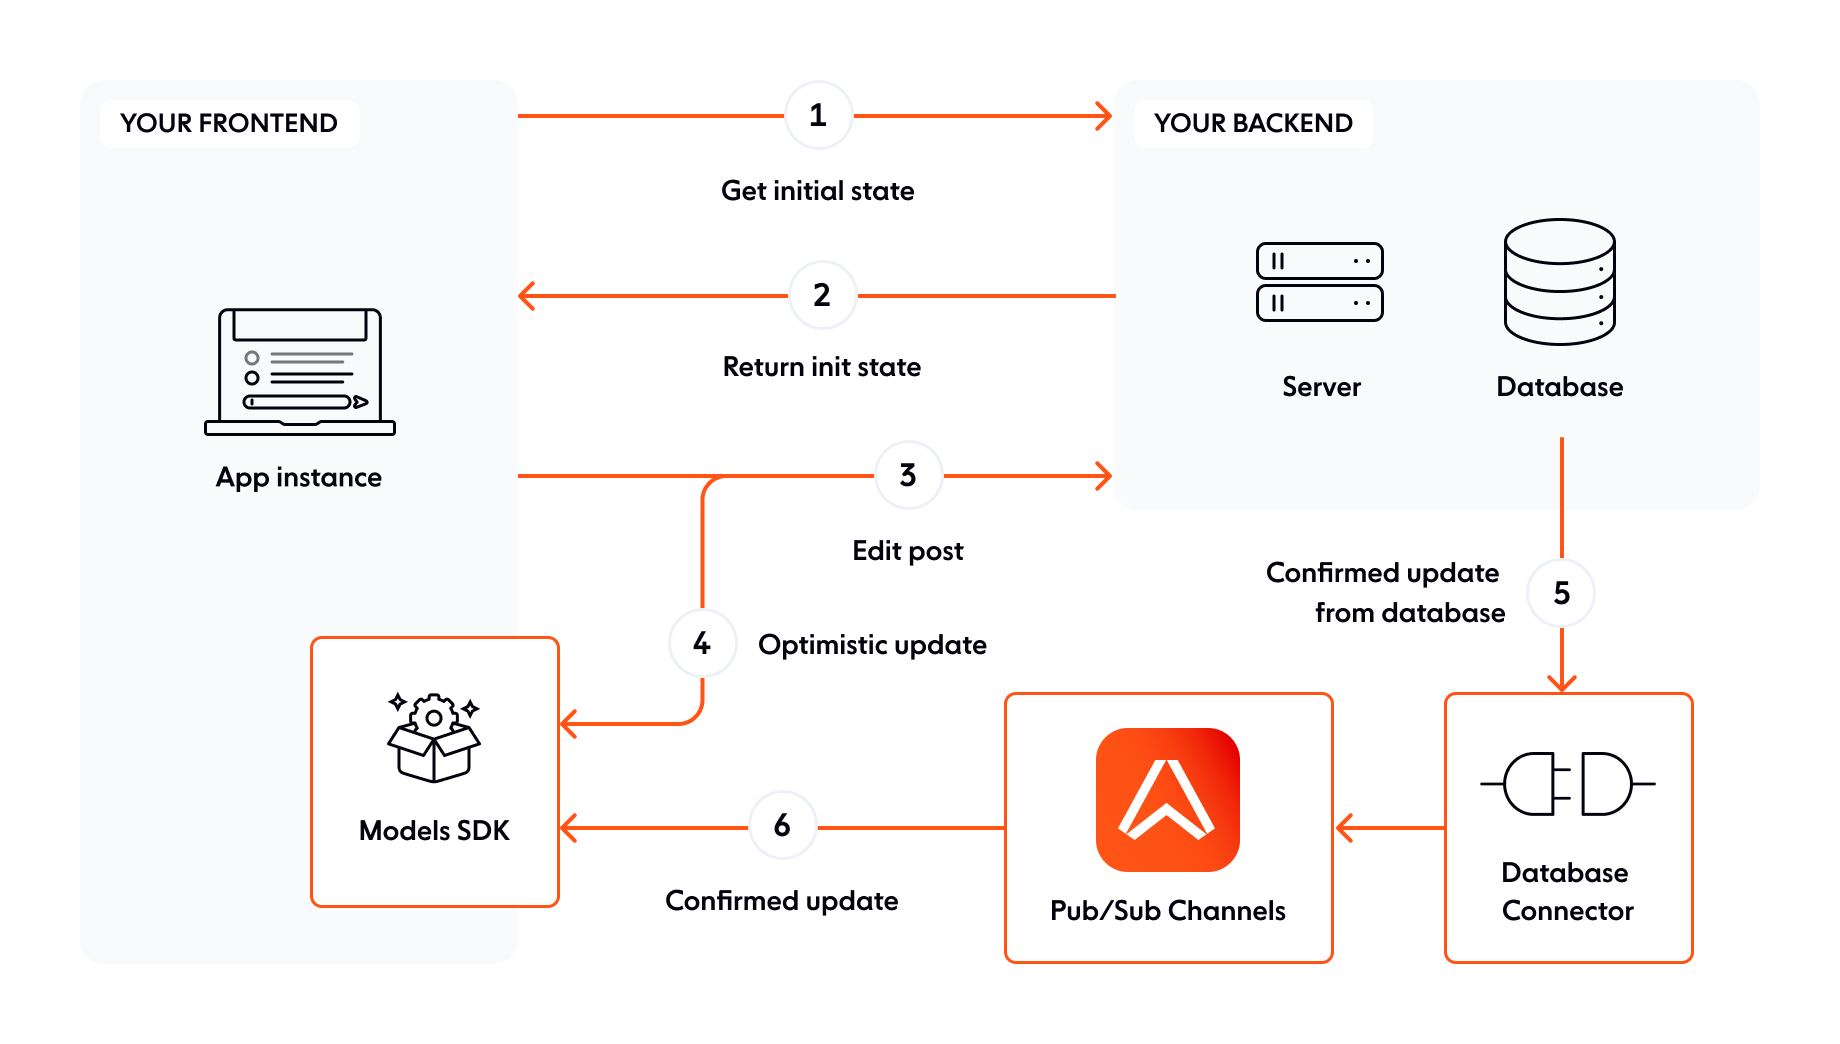 YOUR FRONTEND
1
YOUR BACKEND
Get initial state
2
Return init state
Server
Database
App instance
3
Edit post
Confirmed update
from database
5
4
Optimistic update
Models SDK
6
Confirmed update
Pub/Sub Channels
Database
Connector